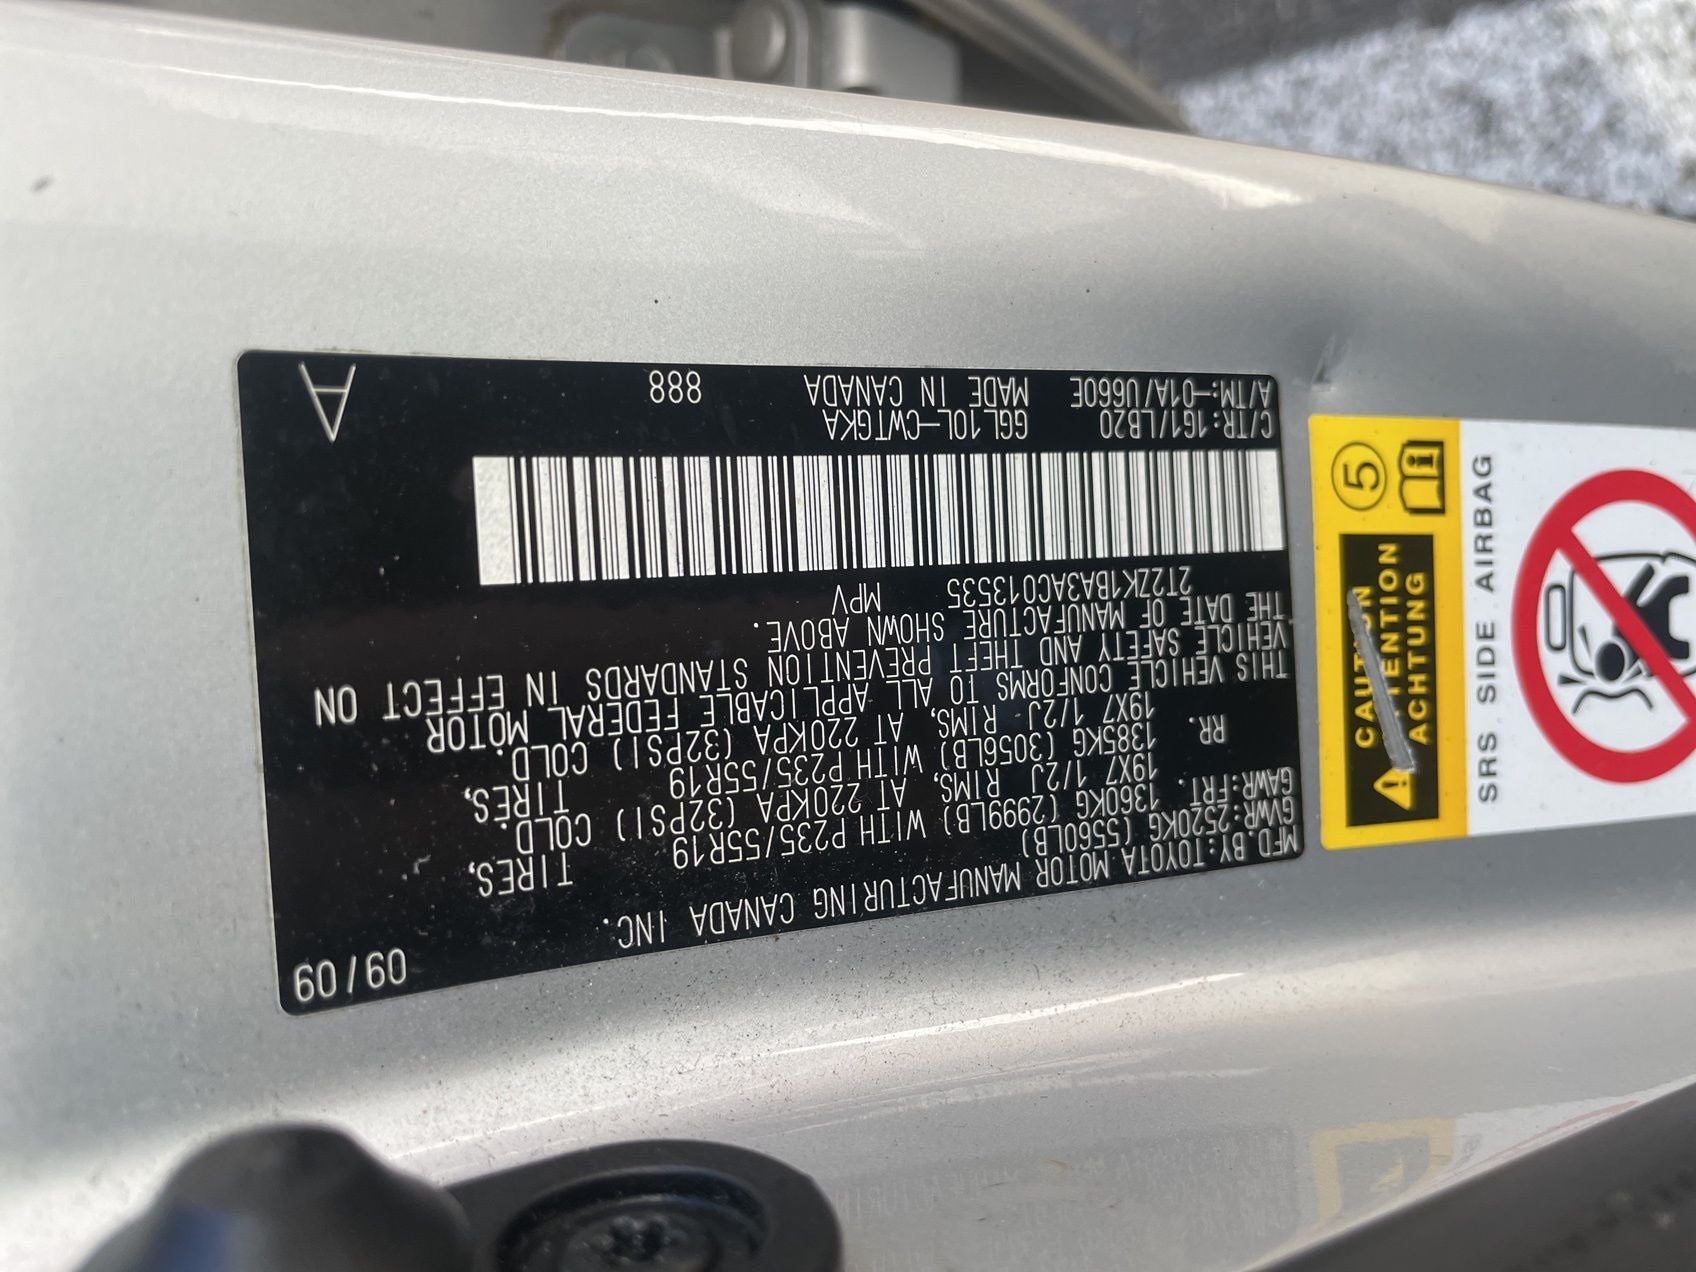 MFD.BY:TOYOTA MOTOR MANUFACTURING CANADA INC. 09/09
GVWR:2520KG (5560LB)
GAWR:FRT. 1360KG (2999LB) WITH P235/55R19 TIRES,
19X7 1/2J RIMS, AT 220KPA (32PSI) COLD.
RR. 1385KG (3056LB) WITH P235/55R19 TIRES,
19X7 1/2J RIMS, AT 220KPA (32PSI) COLD.
THIS VEHICLE CONFORMS TO ALL APPLICABLE FEDERAL MOTOR
VEHICLE SAFETY AND THEFT PREVENTION STANDARDS IN EFFECT ON
THE DATE OF MANUFACTURE SHOWN ABOVE.
2T2ZK1BA3AC013535 MPV
C/TR:1G1/LB20 GGL10L-CWTGKA
A/TM:-01A/U660E MADE IN CANADA 888 A
CAUTION
ATTENTION
ACHTUNG
5
SRS SIDE AIRBAG